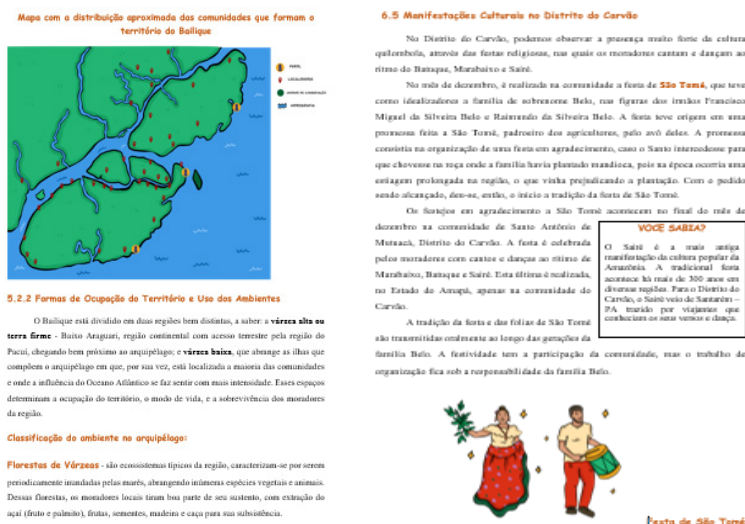 Mapa com a distribuição aproximada das comunidades que formam o
território do Bailique
FAROL
LOCALIDADES
HIDROGRAFIA
5.2.2 Formas de Ocupação do Território e Uso dos Ambientes
O Bailique está dividido em duas regiões bem distintas, a saber: a várzea alta ou
terra firme - Baixo Araguari, região continental com acesso terrestre pela região do
Pacuí, chegando bem próximo ao arquipélago; e várzea baixa, que abrange as ilhas que
compõem o arquipélago em que, por sua vez, está localizada a maioria das comunidades
e onde a influência do Oceano Atlântico se faz sentir com mais intensidade. Esses espaços
determinam a ocupação do território, o modo de vida, e a sobrevivência dos moradores
da região.
Classificação do ambiente no arquipélago:
Florestas de Várzeas - são ecossistemas típicos da região, caracterizam-se por serem
periodicamente inundadas pelas marés, abrangendo inúmeras espécies vegetais e animais.
Dessas florestas, os moradores locais tiram boa parte de seu sustento, com extração do
açaí (fruto e palmito), frutas, sementes, madeira e caça para sua subsistência.
6.5 Manifestações Culturais no Distrito do Carvão
No Distrito do Carvão, podemos observar a presença muito forte da cultura
quilombola, através das festas religiosas, nas quais os moradores cantam e dançam ao
ritmo do Batuque, Marabaixo e Sairé.
No mês de dezembro, é realizada na comunidade a festa de São Tomé, que teve
como idealizadores a família de sobrenome Belo, nas figuras dos irmãos Francisco
Miguel da Silveira Belo e Raimundo da Silveira Belo. A festa teve origem em uma
promessa feita a São Tomé, padroeiro dos agricultores, pelo avô deles. A promessa
consistia na organização de uma festa em agradecimento, caso o Santo intercedesse para
que chovesse na roça onde a família havia plantado mandioca, pois na época ocorria uma
estiagem prolongada na região, o que vinha prejudicando a plantação. Com o pedido
sendo alcançado, deu-se, então, o início a tradição da festa de São Tomé.
Os festejos em agradecimento a São Tomé acontecem no final do mês de
dezembro na comunidade de Santo Antônio de
Matuacá, Distrito do Carvão. A festa é celebrada
pelos moradores com cantos e danças ao ritimo de
Marabaixo, Batuque e Sairé. Esta última é realizada,
no Estado do Amapá, apenas na comunidade do
Carvão.
A tradição da festa e das folias de São Tomé
são transmitidas oralmente ao longo das gerações da
família Belo. A festividade tem a participação da comunidade, mas o trabalho de
organização fica sob a responsabilidade da família Belo.
VOCÊ SABIA?
O Sairé é a mais antiga
manifestação da cultura popular da
Amazônia. A tradicional festa
acontece há mais de 300 anos em
diversas regiões. Para o Distrito do
Carvão, o Sairé veio de Santarém –
PA trazido por viajantes que
conheciam os seus versos e dança.
Festa de São Tomé